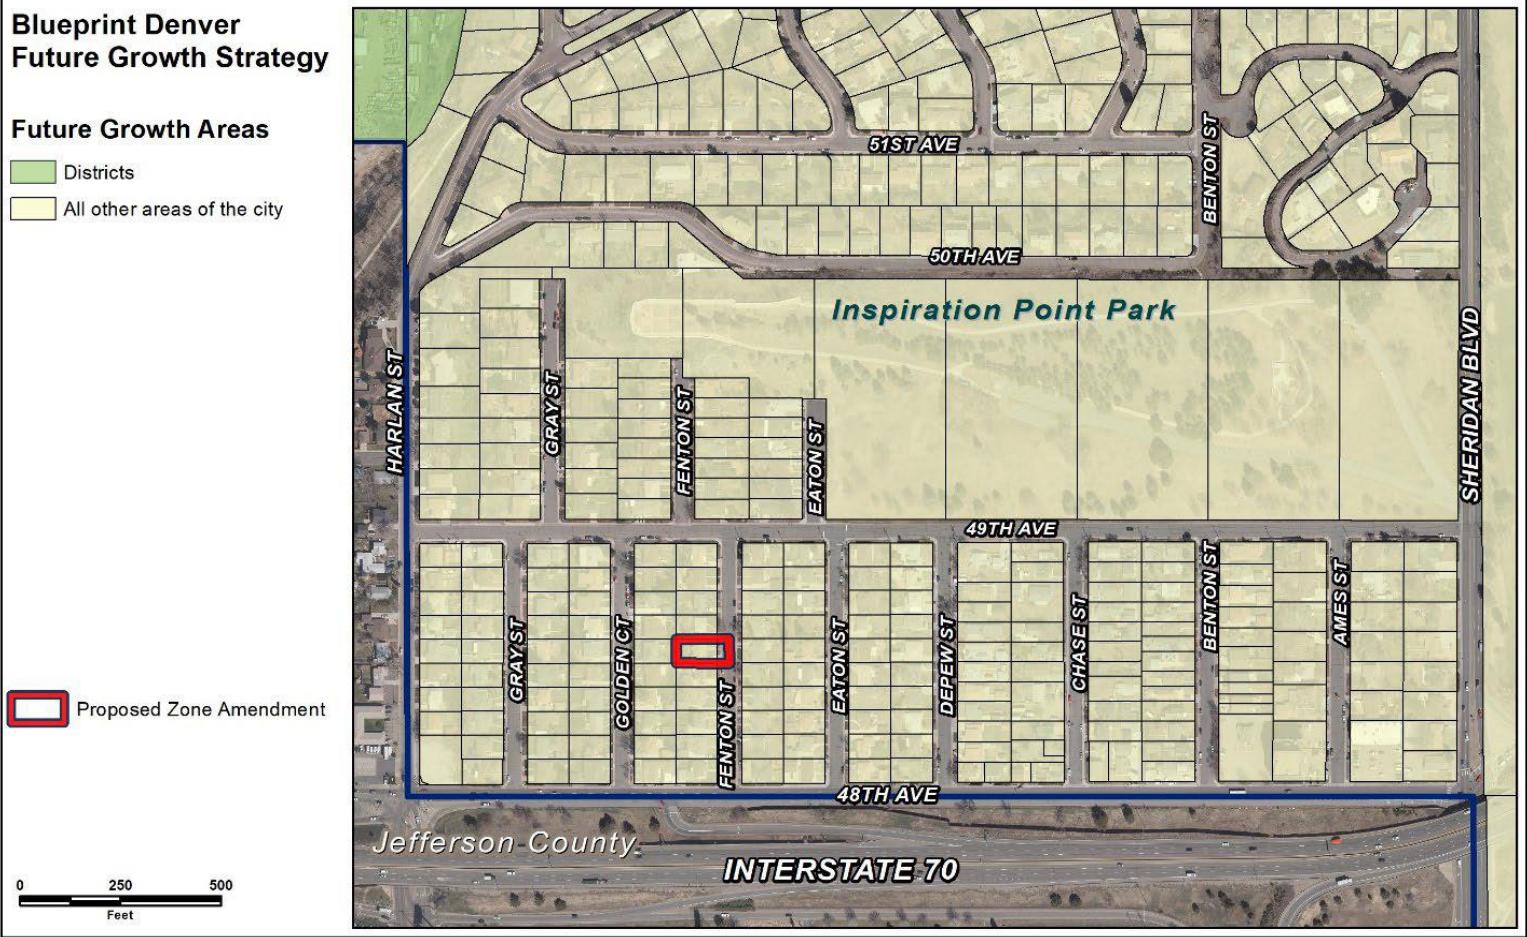 Blueprint Denver
Future Growth Strategy
Future Growth Areas
Districts
All other areas of the city
Proposed Zone Amendment
0 250 500
Feet
51ST AVE
BENTON ST
50TH AVE
Inspiration Point Park
SHERIDAN BLVD
HARLAN ST
GRAY ST
FENTON ST
EATON ST
49TH AVE
GRAY ST
GOLDEN CT
FENTON ST
EATON ST
DEPEW ST
CHASE ST
BENTON ST
AMES ST
48TH AVE
Jefferson County
INTERSTATE 70